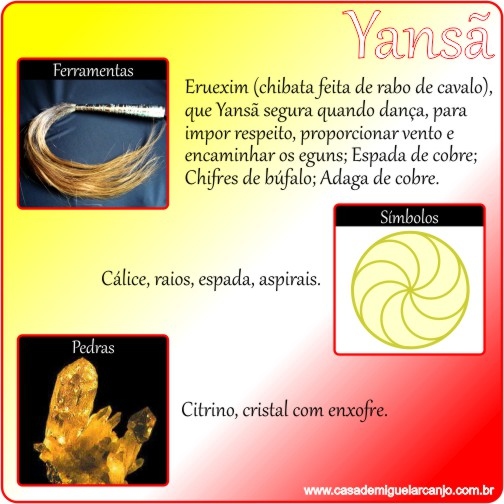 Yansã
Ferramentas
Eruexim (chibata feita de rabo de cavalo),
que Yansã segura quando dança, para
impor respeito, proporcionar vento e
encaminhar os eguns; Espada de cobre;
Chifres de búfalo; Adaga de cobre.
Símbolos
Cálice, raios, espada, aspirais.
Pedras
Citrino, cristal com enxofre.
www.casademiguelarcanjo.com.br